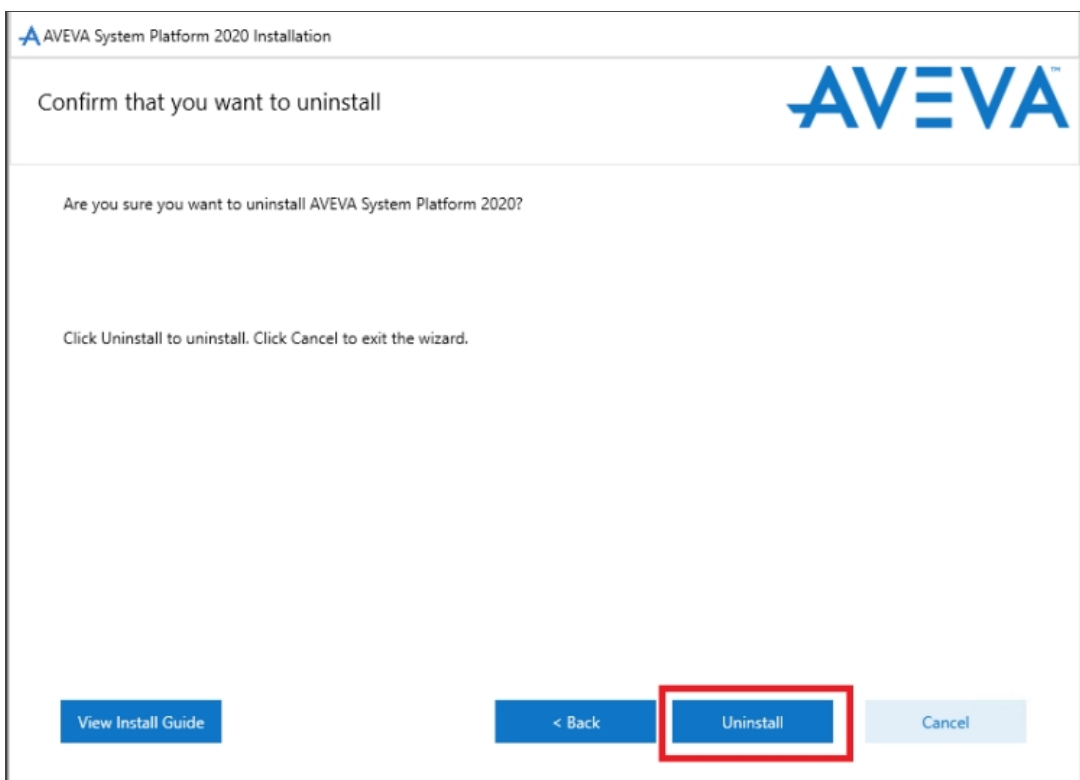 AVEVA System Platform 2020 Installation
Confirm that you want to uninstall
AVEVA™
Are you sure you want to uninstall AVEVA System Platform 2020?
Click Uninstall to uninstall. Click Cancel to exit the wizard.
View Install Guide
< Back
Uninstall
Cancel